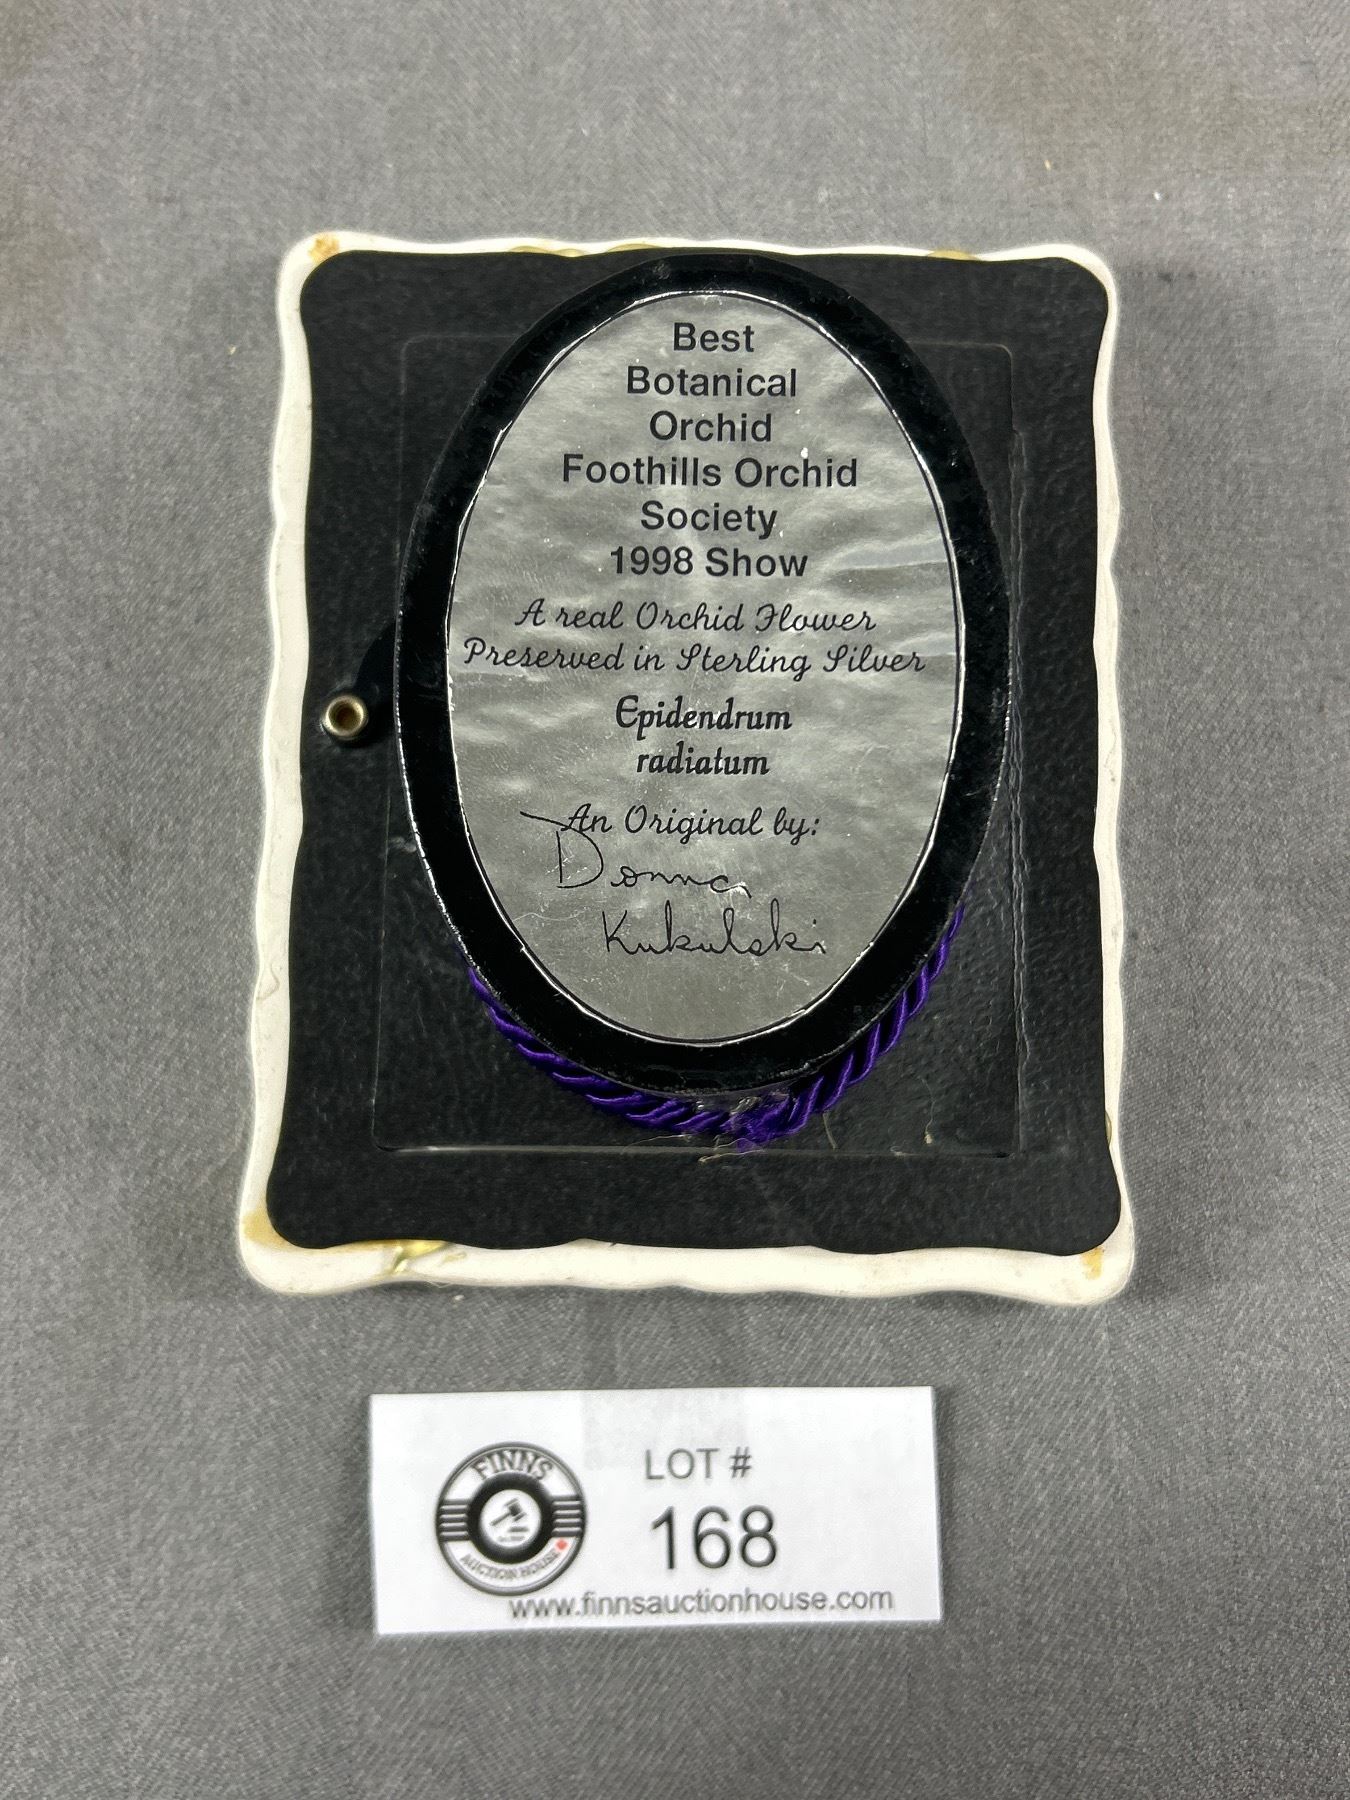 Best
Botanical
Orchid
Foothills Orchid
Society
1998 Show
A real Orchid Flower
Preserved in Sterling Silver
Epidendrum
radiatum
An Original by:
Donna
Kukulski
FINNS
AUCTION HOUSE
LOT #
168
www.finnsauctionhouse.com